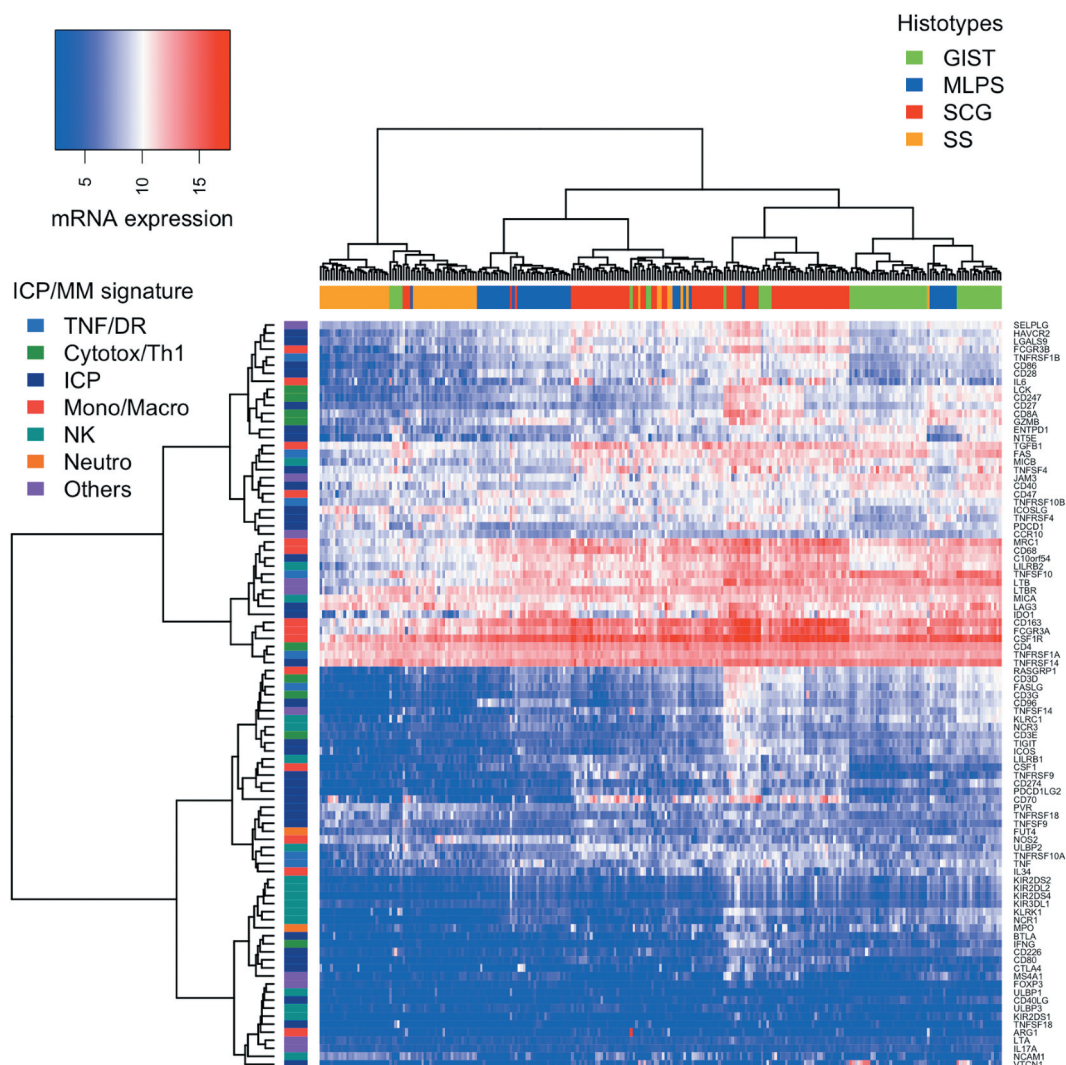 Histotypes
GIST
MLPS
SCG
SS
5
10
15
mRNA expression
ICP/MM signature
TNF/DR
Cytotox/Th1
ICP
Mono/Macro
NK
Neutro
Others
SELPLG
HAVCR2
LGALS9
FCGR3B
TNFRSF1B
CD86
CD28
IL6
LCK
CD247
CD27
CD8A
GZMB
ENTPD1
NT5E
TGFB1
FAS
MICB
TNFSF4
JAM3
CD40
CD47
TNFRSF10B
ICOSLG
TNFRSF4
PDCD1
CCR10
MRC1
CD68
C10orf54
LILRB2
TNFSF10
LTB
LTBR
MICA
LAG3
IDO1
CD163
FCGR3A
CSF1R
CD4
TNFRSF1A
TNFRSF14
RASGRP1
CD3D
FASLG
CD3G
CD96
TNFSF14
KLRC1
NCR3
CD3E
TIGIT
ICOS
LILRB1
CSF1
TNFRSF9
CD274
PDCD1LG2
CD70
PVR
TNFRSF18
TNFSF9
FUT4
NOS2
ULBP2
TNFRSF10A
TNF
IL34
KIR2DS2
KIR2DL2
KIR2DS4
KIR3DL1
KLRK1
NCR1
MPO
BTLA
IFNG
CD226
CD80
CTLA4
MS4A1
FOXP3
ULBP1
CD40LG
ULBP3
KIR2DS1
TNFSF18
ARG1
LTA
IL17A
NCAM1
VTCN1